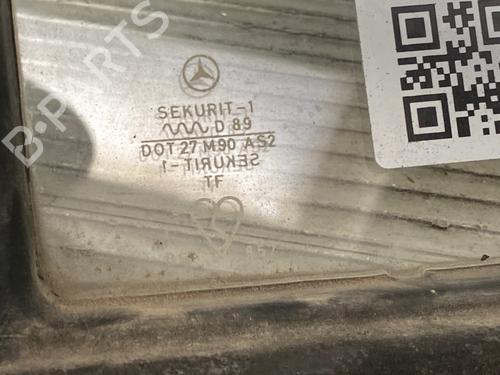 B-PARTS
SEKURIT-1
D 89
DOT 27 M90 AS2
SEKURIT-1
TF